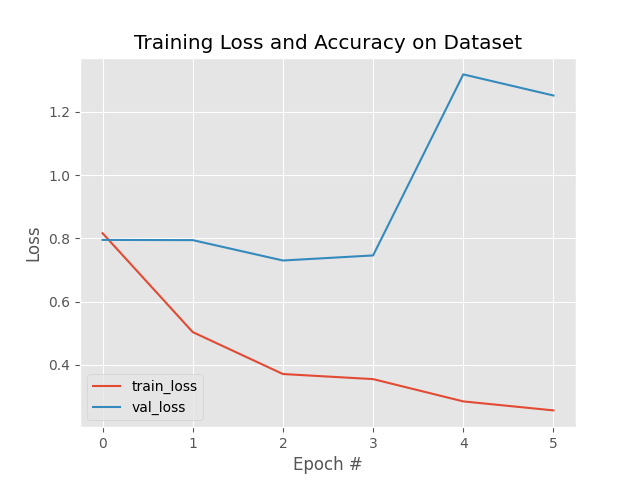 Training Loss and Accuracy on Dataset
1.2
1.0
0.8
0.6
0.4
Loss
train_loss
val_loss
0 1 2 3 4 5
Epoch #